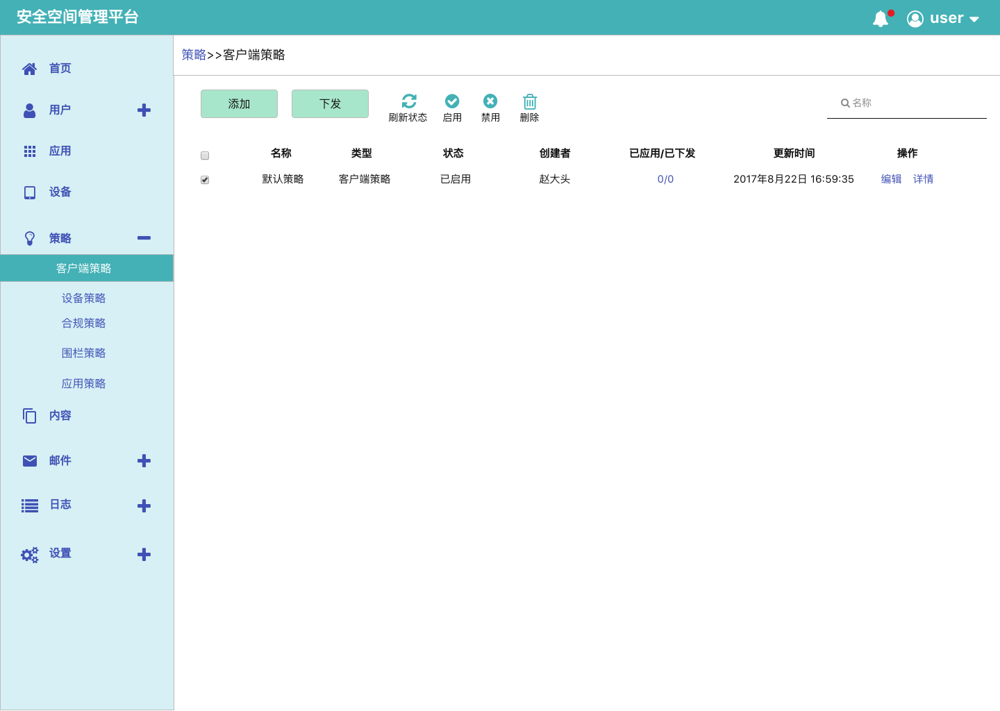 安全空间管理平台
user
策略>>客户端策略
首页
用户
应用
设备
策略
客户端策略
设备策略
合规策略
围栏策略
应用策略
内容
邮件
日志
设置
添加
下发
刷新状态
启用
禁用
删除
名称
名称 类型 状态 创建者 已应用/已下发 更新时间 操作
默认策略 客户端策略 已启用 赵大头 0/0 2017年8月22日 16:59:35 编辑 详情